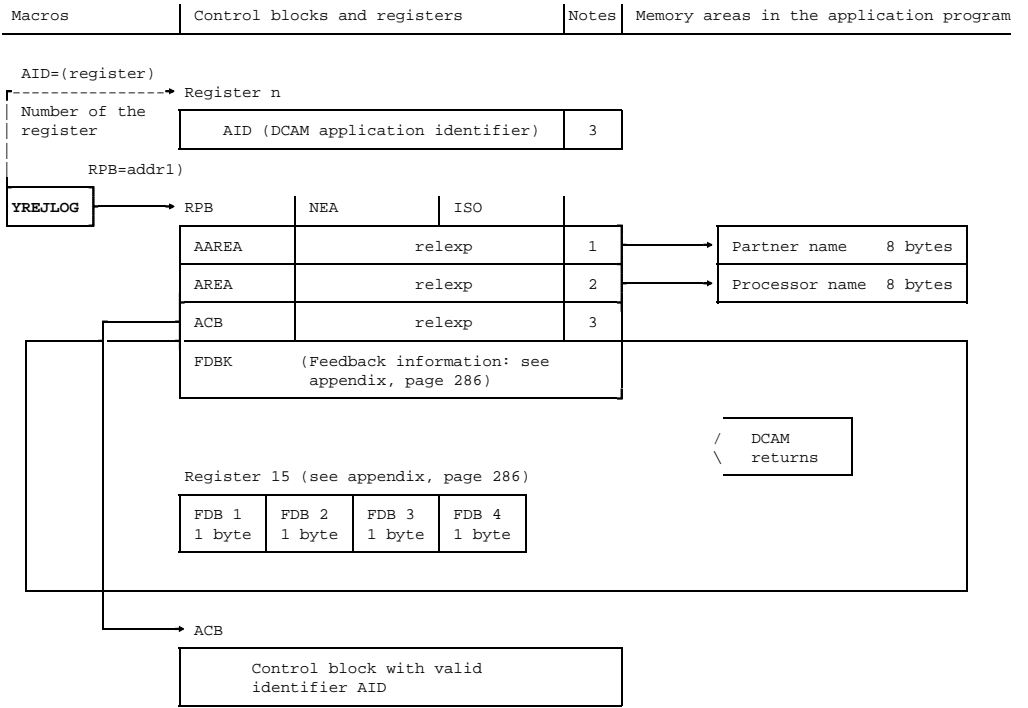 Macros Control blocks and registers Notes Memory areas in the application program
AID=(register)
Register n
Number of the
register
AID (DCAM application identifier) 3
RPB=addr1)
YREJLOG RPB NEA ISO
AAREA relexp 1 Partner name 8 bytes
AREA relexp 2 Processor name 8 bytes
ACB relexp 3
FDBK (Feedback information: see
appendix, page 286)
/ DCAM
\ returns
Register 15 (see appendix, page 286)
FDB 1 FDB 2 FDB 3 FDB 4
1 byte 1 byte 1 byte 1 byte
ACB
Control block with valid
identifier AID